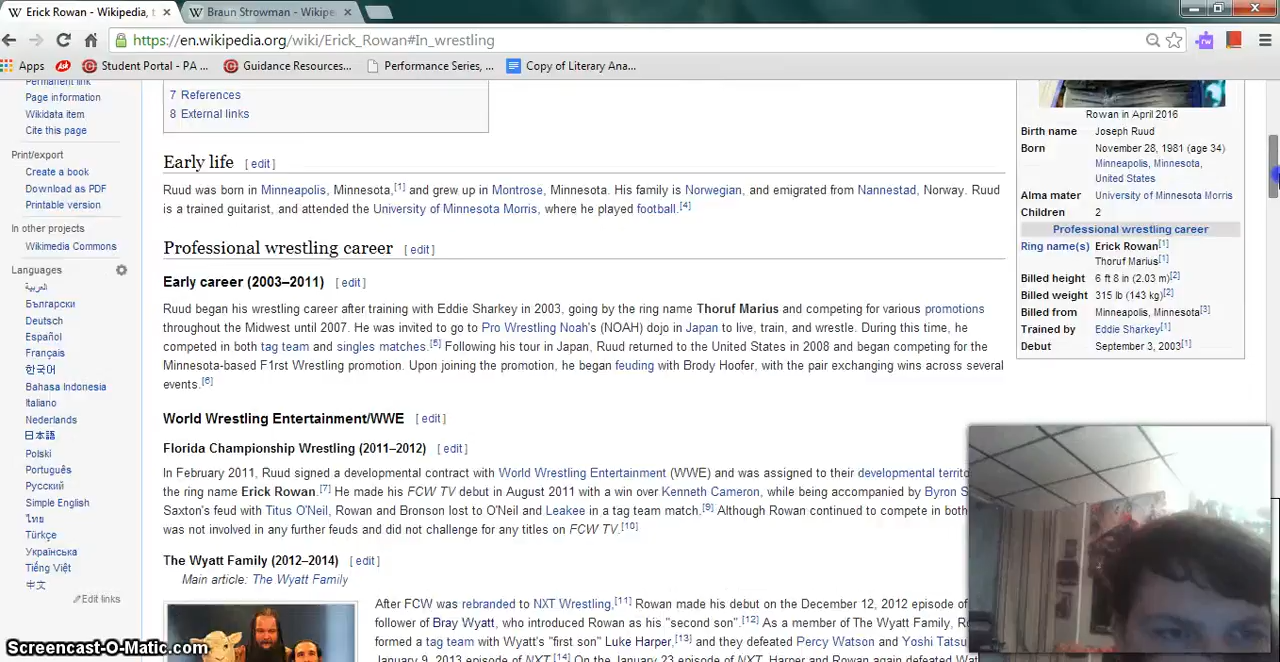 Erick Rowan - Wikipedia, t
Braun Strowman - Wikipe
https://en.wikipedia.org/wiki/Erick_Rowan#In_wrestling
Apps
Ask
Student Portal - PA ...
Guidance Resources...
Performance Series, ...
Copy of Literary Ana...
Permanent link
Page information
Wikidata item
Cite this page
Print/export
Create a book
Download as PDF
Printable version
In other projects
Wikimedia Commons
Languages
العربية
Български
Deutsch
Español
Français
한국어
Bahasa Indonesia
Italiano
Nederlands
日本語
Polski
Português
Русский
Simple English
ไทย
Türkçe
Українська
Tiếng Việt
中文
Edit links
7 References
8 External links
Early life [ edit ]
Ruud was born in Minneapolis, Minnesota,[1] and grew up in Montrose, Minnesota. His family is Norwegian, and emigrated from Nannestad, Norway. Ruud
is a trained guitarist, and attended the University of Minnesota Morris, where he played football.[4]
Professional wrestling career [ edit ]
Early career (2003–2011) [ edit ]
Ruud began his wrestling career after training with Eddie Sharkey in 2003, going by the ring name Thoruf Marius and competing for various promotions
throughout the Midwest until 2007. He was invited to go to Pro Wrestling Noah's (NOAH) dojo in Japan to live, train, and wrestle. During this time, he
competed in both tag team and singles matches.[5] Following his tour in Japan, Ruud returned to the United States in 2008 and began competing for the
Minnesota-based F1rst Wrestling promotion. Upon joining the promotion, he began feuding with Brody Hoofer, with the pair exchanging wins across several
events.[6]
World Wrestling Entertainment/WWE [ edit ]
Florida Championship Wrestling (2011–2012) [ edit ]
In February 2011, Ruud signed a developmental contract with World Wrestling Entertainment (WWE) and was assigned to their developmental territo
the ring name Erick Rowan.[7] He made his FCW TV debut in August 2011 with a win over Kenneth Cameron, while being accompanied by Byron S
Saxton's feud with Titus O'Neil, Rowan and Bronson lost to O'Neil and Leakee in a tag team match.[9] Although Rowan continued to compete in both
was not involved in any further feuds and did not challenge for any titles on FCW TV.[10]
The Wyatt Family (2012–2014) [ edit ]
Main article: The Wyatt Family
After FCW was rebranded to NXT Wrestling,[11] Rowan made his debut on the December 12, 2012 episode of
follower of Bray Wyatt, who introduced Rowan as his "second son".[12] As a member of The Wyatt Family, R
formed a tag team with Wyatt's "first son" Luke Harper,[13] and they defeated Percy Watson and Yoshi Tatsu
January 9, 2013 episode of NXT.[14] On the January 23 episode of NXT, Harper and Rowan again defeated Wat
Rowan in April 2016
Birth name Joseph Ruud
Born November 28, 1981 (age 34)
Minneapolis, Minnesota,
United States
Alma mater University of Minnesota Morris
Children 2
Professional wrestling career
Ring name(s) Erick Rowan[1]
Thoruf Marius[1]
Billed height 6 ft 8 in (2.03 m)[2]
Billed weight 315 lb (143 kg)[2]
Billed from Minneapolis, Minnesota[3]
Trained by Eddie Sharkey[1]
Debut September 3, 2003[1]
Screencast-O-Matic.com